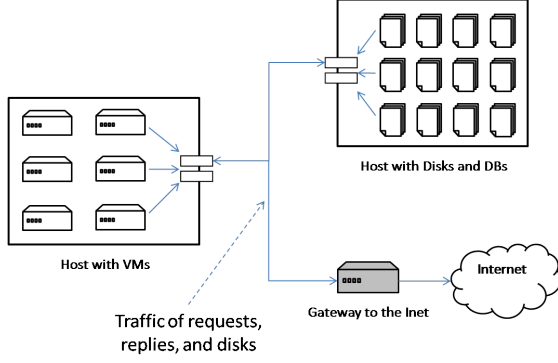 Host with Disks and DBs
Host with VMs
Internet
Gateway to the Inet
Traffic of requests,
replies, and disks